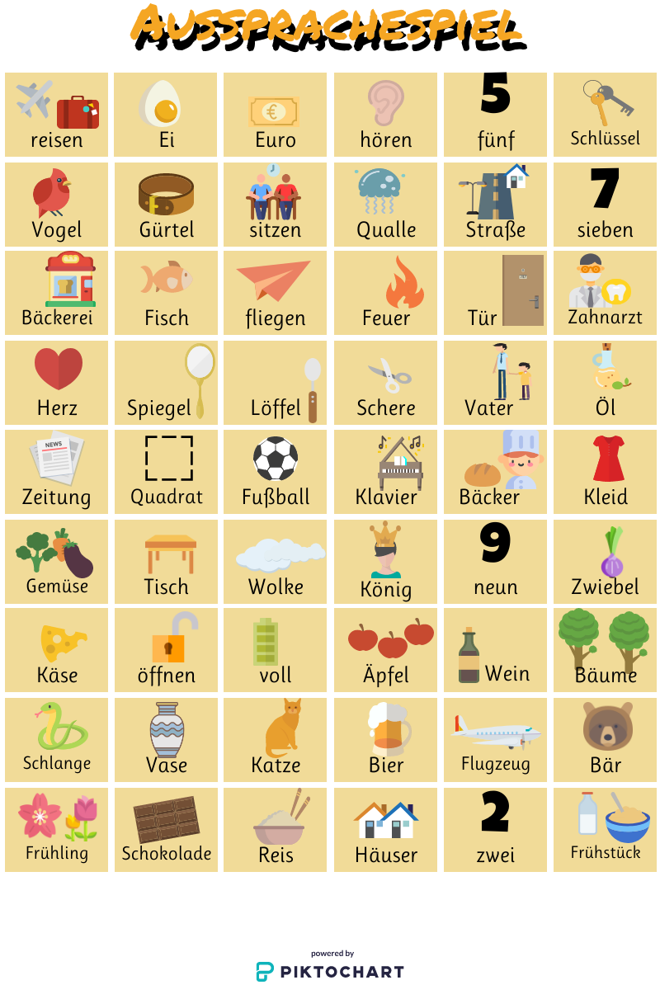 AUSSPRACHESPIEL
reisen Ei Euro hören 5 fünf Schlüssel
Vogel Gürtel sitzen Qualle Straße 7 sieben
Bäckerei Fisch fliegen Feuer Tür Zahnarzt
Herz Spiegel Löffel Schere Vater Öl
NEWS
Zeitung Quadrat Fußball Klavier Bäcker Kleid
Gemüse Tisch Wolke König 9 neun Zwiebel
Käse öffnen voll Äpfel Wein Bäume
Schlange Vase Katze Bier Flugzeug Bär
Frühling Schokolade Reis Häuser 2 zwei Frühstück
powered by
PIKTOCHART